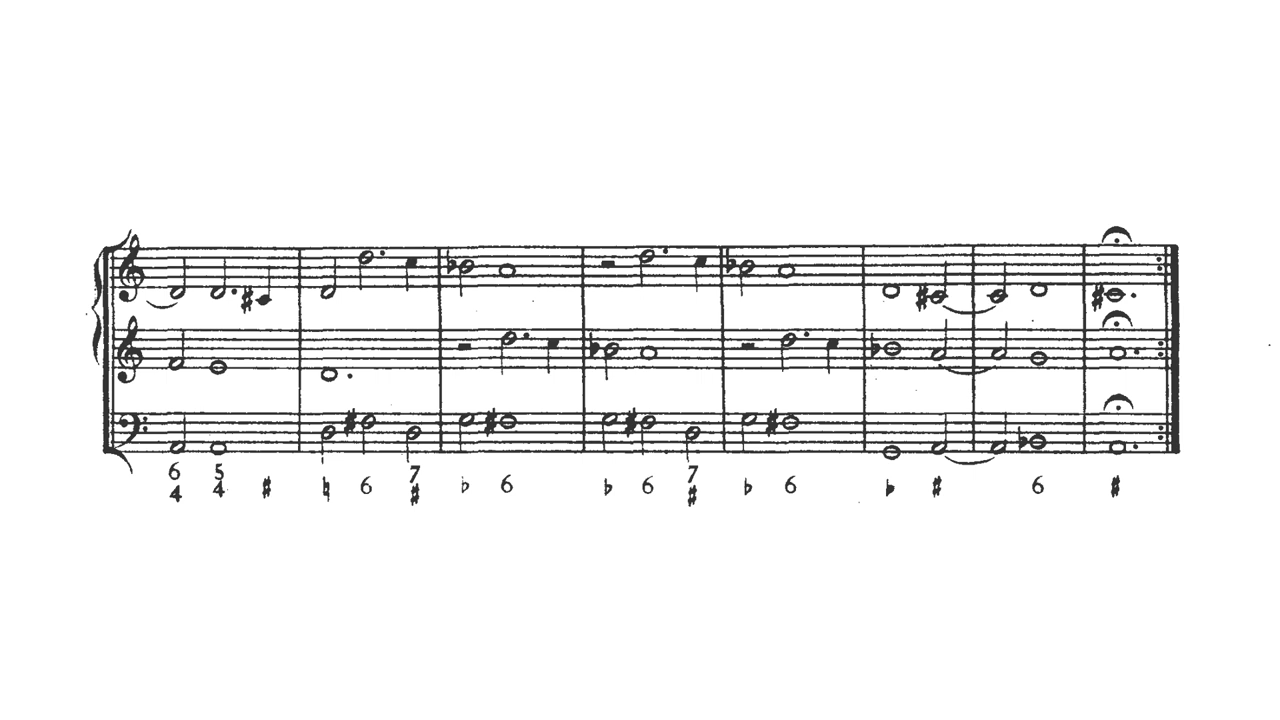 6 5 7
4 4 ♯ ♮ 6 ♯ ♭ 6 ♭ 6 7 ♯ ♭ 6 ♭ ♯ 6 ♯